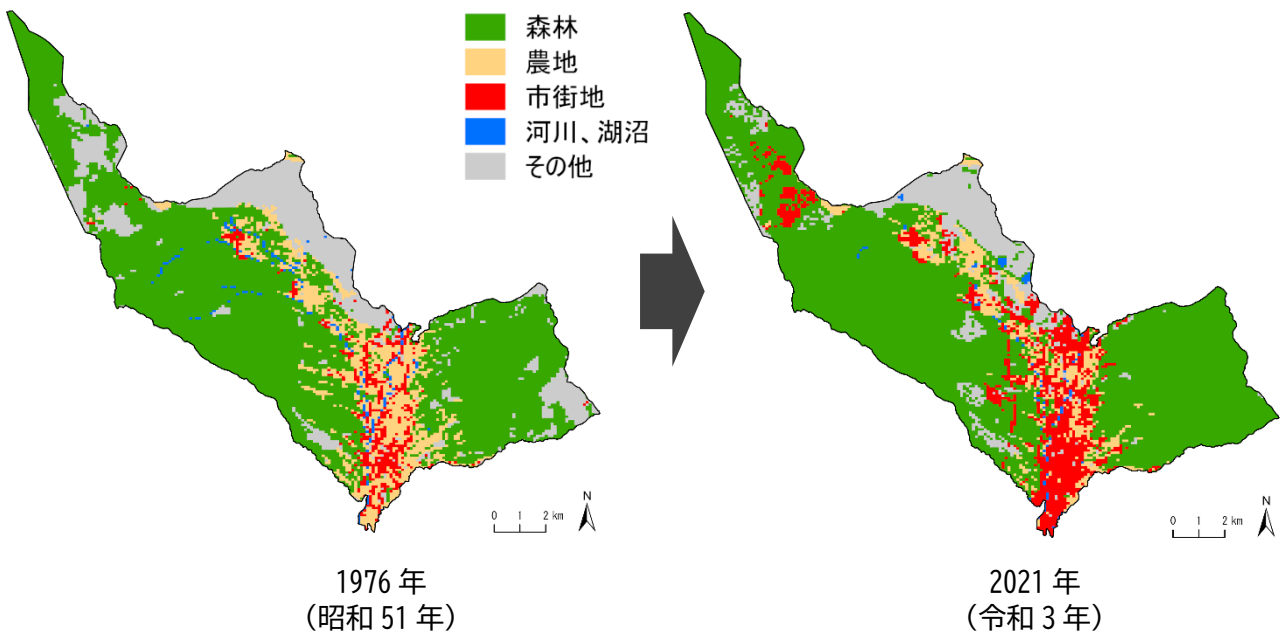 森林
農地
市街地
河川、湖沼
その他
N
0 1 2 km
N
0 1 2 km
1976 年
（昭和 51 年）
2021 年
（令和 3 年）